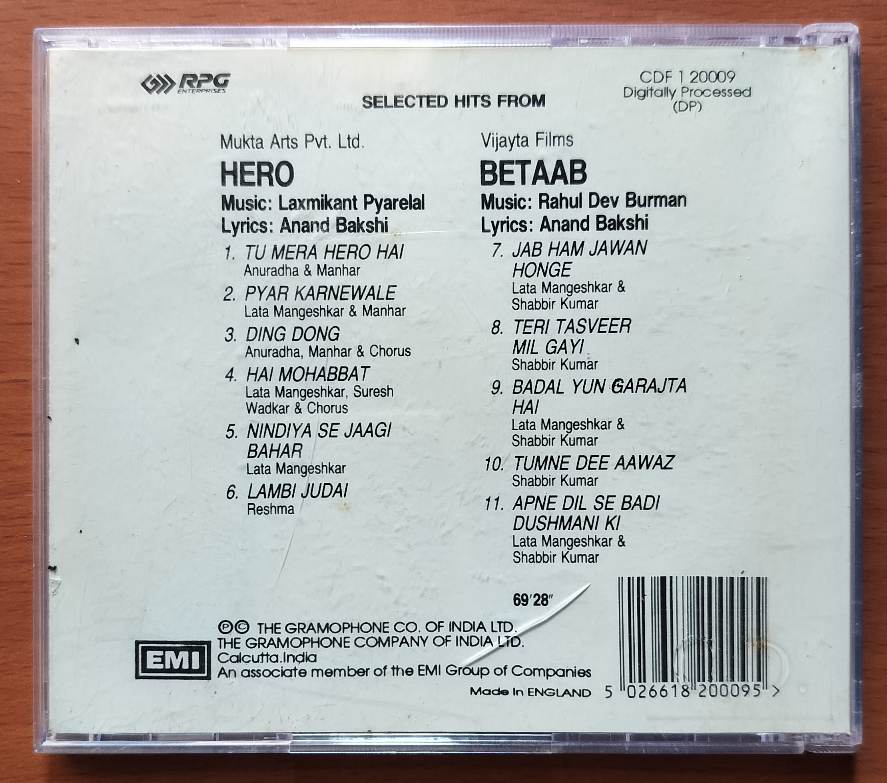 RPG
ENTERPRISES
CDF 1 20009
Digitally Processed
(DP)
SELECTED HITS FROM
Mukta Arts Pvt. Ltd.
HERO
Music: Laxmikant Pyarelal
Lyrics: Anand Bakshi
1. TU MERA HERO HAI
Anuradha & Manhar
2. PYAR KARNEWALE
Lata Mangeshkar & Manhar
3. DING DONG
Anuradha, Manhar & Chorus
4. HAI MOHABBAT
Lata Mangeshkar, Suresh
Wadkar & Chorus
5. NINDIYA SE JAAGI
BAHAR
Lata Mangeshkar
6. LAMBI JUDAI
Reshma
Vijayta Films
BETAAB
Music: Rahul Dev Burman
Lyrics: Anand Bakshi
7. JAB HAM JAWAN
HONGE
Lata Mangeshkar &
Shabbir Kumar
8. TERI TASVEER
MIL GAYI
Shabbir Kumar
9. BADAL YUN GARAJTA
HAI
Lata Mangeshkar &
Shabbir Kumar
10. TUMNE DEE AAWAZ
Shabbir Kumar
11. APNE DIL SE BADI
DUSHMANI KI
Lata Mangeshkar &
Shabbir Kumar
69'28"
Ⓟ© THE GRAMOPHONE CO. OF INDIA LTD.
THE GRAMOPHONE COMPANY OF INDIA LTD.
Calcutta.India
An associate member of the EMI Group of Companies
EMI
Made in ENGLAND
5 026618 200095 >